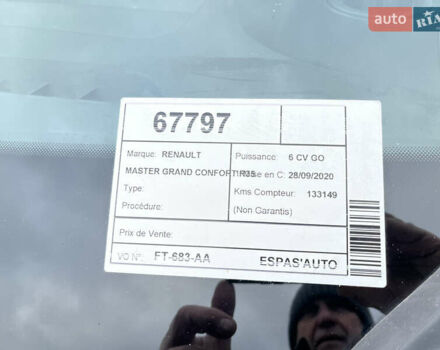 auto RIA
67797
Marque: RENAULT Puissance: 6 CV GO
MASTER GRAND CONFORT Mise en C: 28/09/2020
Type: Kms Compteur: 133149
Procédure: (Non Garantis)
Prix de Vente:
VO N°: FT-683-AA ESPAS'AUTO